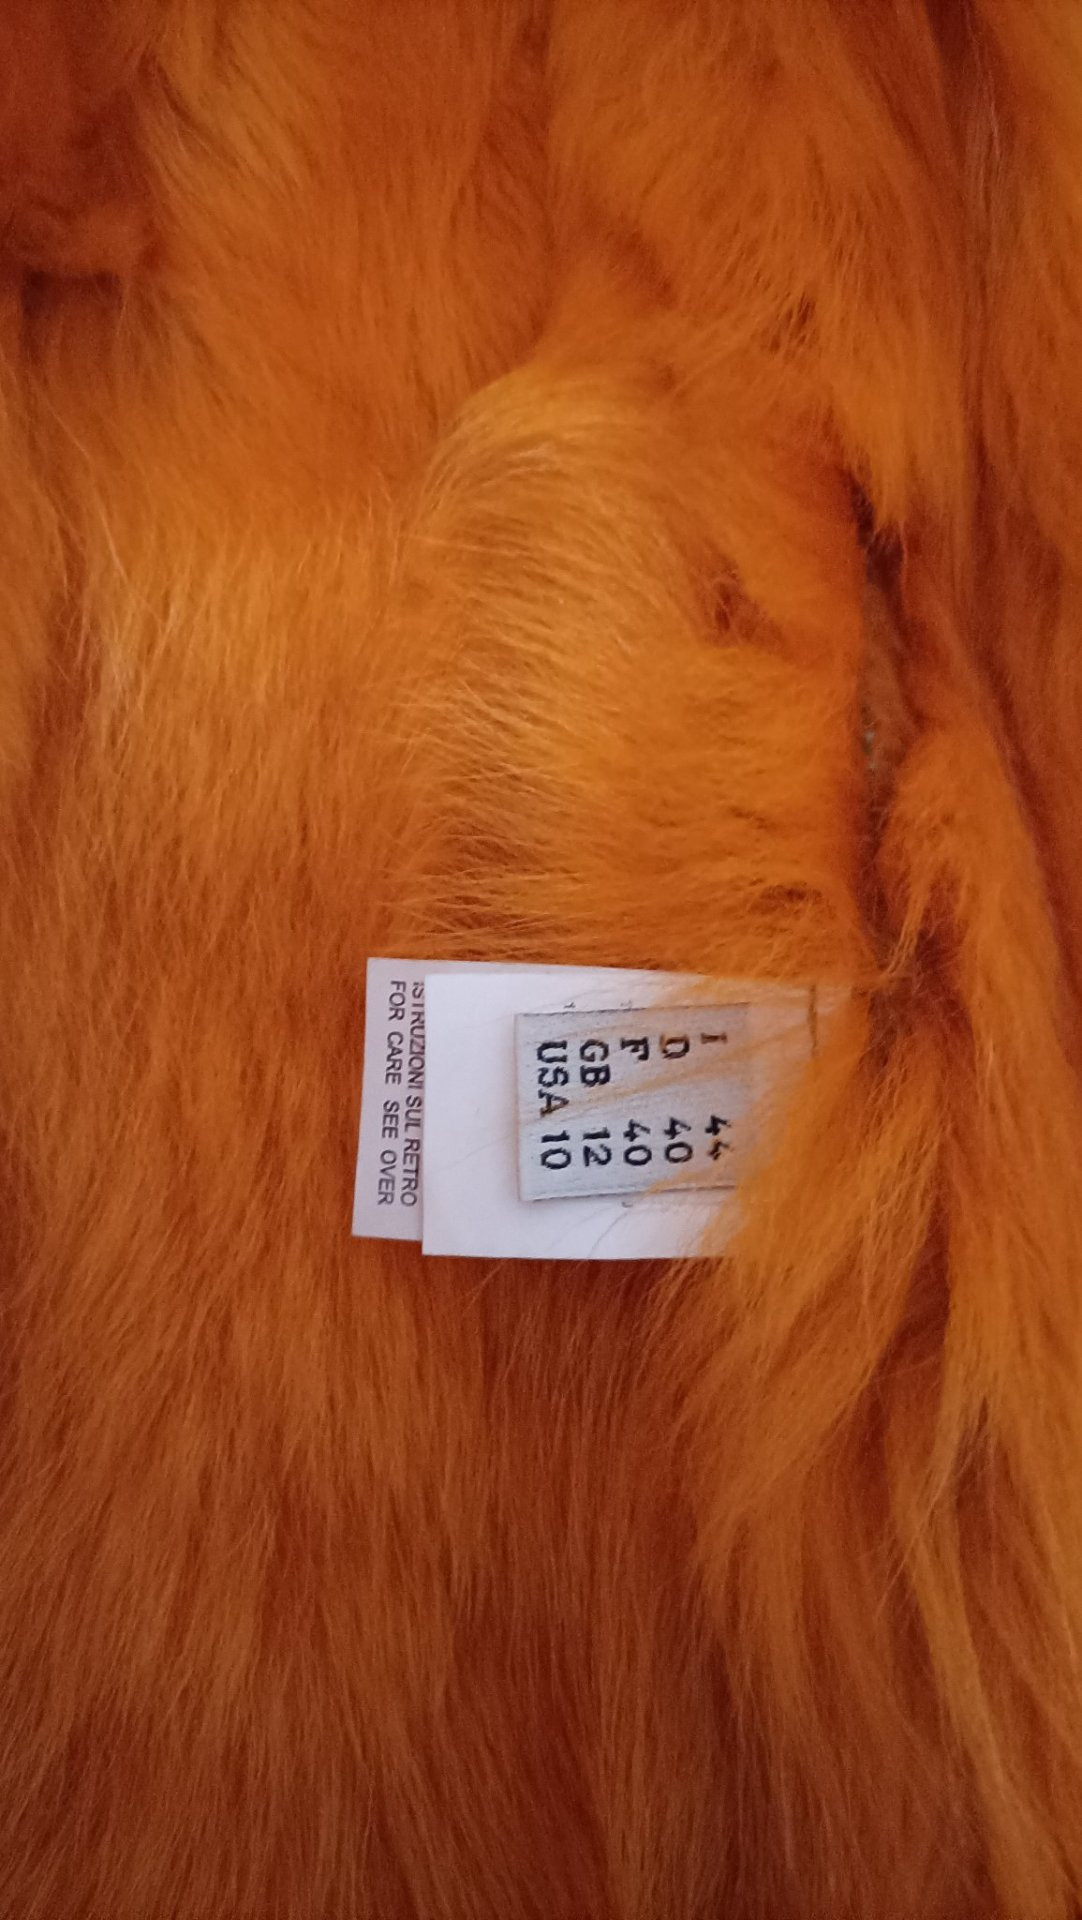 I 44
D 40
F 40
GB 12
USA 10
ISTRUZIONI SUL RETRO
FOR CARE SEE OVER